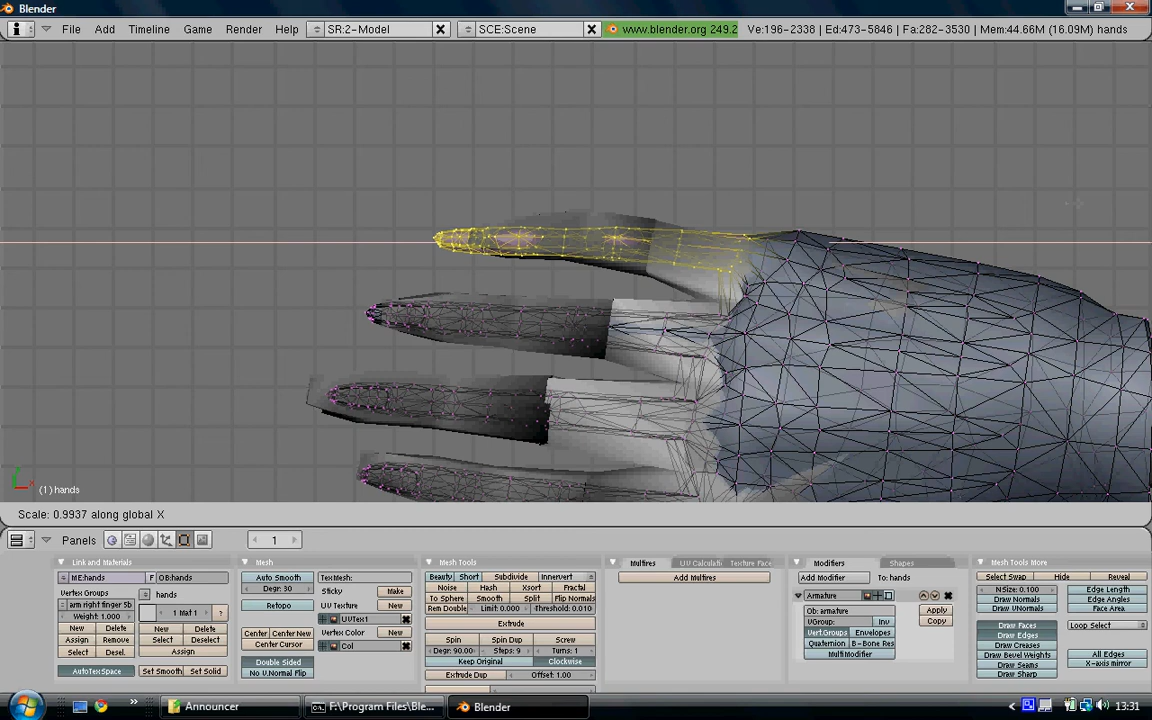 Blender
File Add Timeline Game Render Help SR:2-Model SCE:Scene www.blender.org 249.2 Ve:196-2338 | Ed:473-5846 | Fa:282-3530 | Mem:44.66M (16.09M) hands
(1) hands
Scale: 0.9937 along global X
Panels 1
Link and Materials Mesh Mesh Tools Multires UV Calculati Texture Face Modifiers Shapes Mesh Tools More
ME:hands F OB:hands
Vertex Groups
arm right finger 5b
Weight: 1.000
1 Mat 1 ?
New Delete New Delete
Assign Remove Select Deselect
Select Desel. Assign
AutoTexSpace Set Smooth Set Solid
Auto Smooth TexMesh:
Degr: 30 Sticky Make
Retopo UV Texture New
UVTex1
Center Center New Vertex Color New
Center Cursor Col
Double Sided
No V.Normal Flip
Beauty Short Subdivide Innervert
Noise Hash Xsort Fractal
To Sphere Smooth Split Flip Normals
Rem Double Limit: 0.000 Threshold: 0.010
Extrude
Spin Spin Dup Screw
Degr: 90.00 Steps: 9 Turns: 1
Keep Original Clockwise
Extrude Dup Offset: 1.00
Add Multires
Add Modifier To: hands
Armature
Ob: armature Apply
VGroup: Inv Copy
Vert.Groups Envelopes
Quaternion B-Bone Res
MultiModifier
Select Swap Hide Reveal
NSize: 0.100 Edge Length
Draw Normals Edge Angles
Draw VNormals Face Area
Draw Faces Loop Select
Draw Edges
Draw Creases
Draw Bevel Weights All Edges
Draw Seams X-axis mirror
Draw Sharp
Announcer F:\Program Files\Ble... Blender 13:31